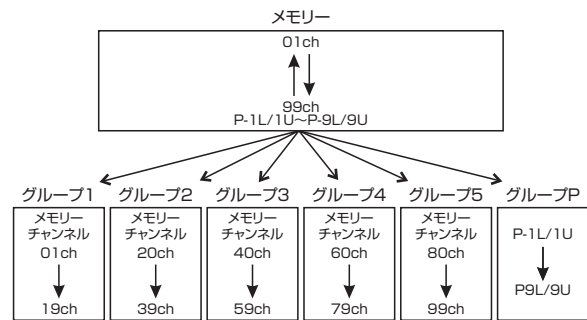 メモリー
01ch
99ch
P-1L/1U～P-9L/9U
グループ1
グループ2
グループ3
グループ4
グループ5
グループP
メモリー
チャンネル
01ch
19ch
メモリー
チャンネル
20ch
39ch
メモリー
チャンネル
40ch
59ch
メモリー
チャンネル
60ch
79ch
メモリー
チャンネル
80ch
99ch
P-1L/1U
P9L/9U